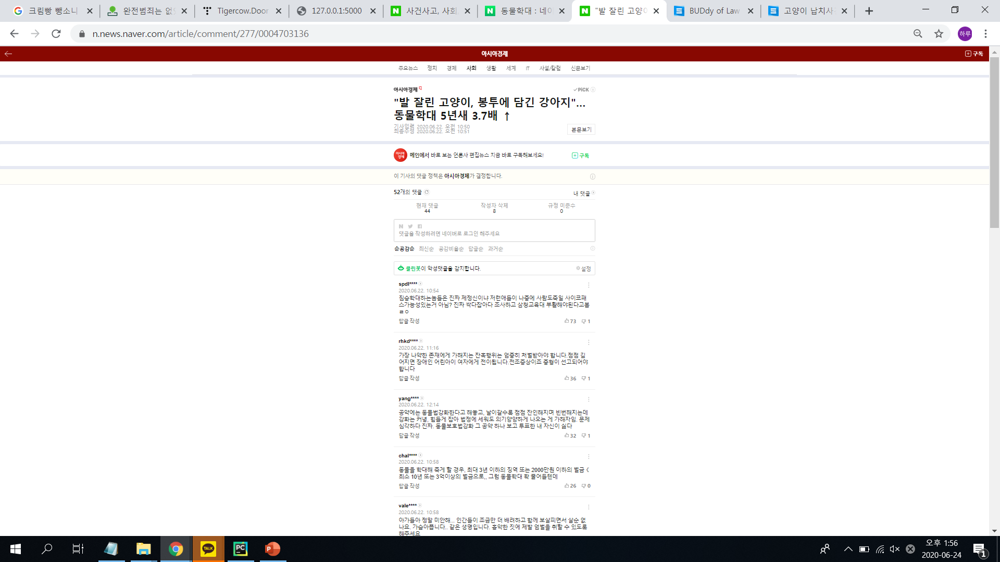 크림빵 뺑소니
완전범죄는 없
Tigercow.Door
127.0.0.1:5000
사건사고, 사회
동물학대 : 네이
"발 잘린 고양이
BUDdy of Law
고양이 납치사
n.news.naver.com/article/comment/277/0004703136
하루
아시아경제
구독
주요뉴스 정치 경제 사회 생활 세계 IT 사설/칼럼 신문보기
아시아경제
PICK
"발 잘린 고양이, 봉투에 담긴 강아지"...
동물학대 5년새 3.7배 ↑
기사입력 2020.06.22. 오전 10:50
최종수정 2020.06.22. 오전 10:51
본문보기
아시아
경제
메인에서 바로 보는 언론사 편집뉴스 지금 바로 구독해보세요!
구독
이 기사의 댓글 정책은 아시아경제가 결정합니다.
52개의 댓글
내 댓글
현재 댓글 작성자 삭제 규정 미준수
44 8 0
댓글을 작성하려면 네이버로 로그인 해주세요
순공감순 최신순 공감비율순 답글순 과거순
클린봇이 악성댓글을 감지합니다.
설정
spdl****
2020.06.22. 10:54
짐승학대하는놈들은 진짜 제정신이냐 저런애들이 나중에 사람도죽일 사이코패
스가능성있는거 아님? 진짜 싹다잡아다 조사하고 삼청교육대 부활해야된다고봄
ㄹㅇ
답글 작성
73 1
rhkd****
2020.06.22. 11:16
가장 나약한 존재에게 가해지는 잔혹행위는 엄중히 처벌받아야 합니다.점점 깊
어지면 장애인 어린아이 여자에게 전이됩니다.전조증상이죠 중형이 선고되어야
합니다
답글 작성
36 1
yang****
2020.06.22. 12:14
공약에는 동물법강화한다고 해놓고, 날이갈수록 점점 잔인해지며 빈번해지는데
강화는 커녕, 힘들게 잡아 법정에 세워도 의기양양하게 나오는 게 가해자임. 문제
심각하다 진짜. 동물보호법강화 그 공약 하나 보고 투표한 내 자신이 싫다
답글 작성
32 1
chal****
2020.06.22. 10:58
동물을 학대해 죽게 할 경우, 최대 3년 이하의 징역 또는 2000만원 이하의 벌금 《
최소 10년 또는 3억이상의 벌금으로,, 그럼 동물학대 확 줄어들텐데
답글 작성
26 0
vale****
2020.06.22. 10:58
아가들아 정말 미안해... 인간들이 조금만 더 배려하고 함께 보살피면서 살순 없
나요. 가슴아픕니다.. 같은 생명입니다. 흉악한 짓에 제발 엄벌을 취할 수 있도록
해주세요
TALK
PC
P
오후 1:56
2020-06-24
1